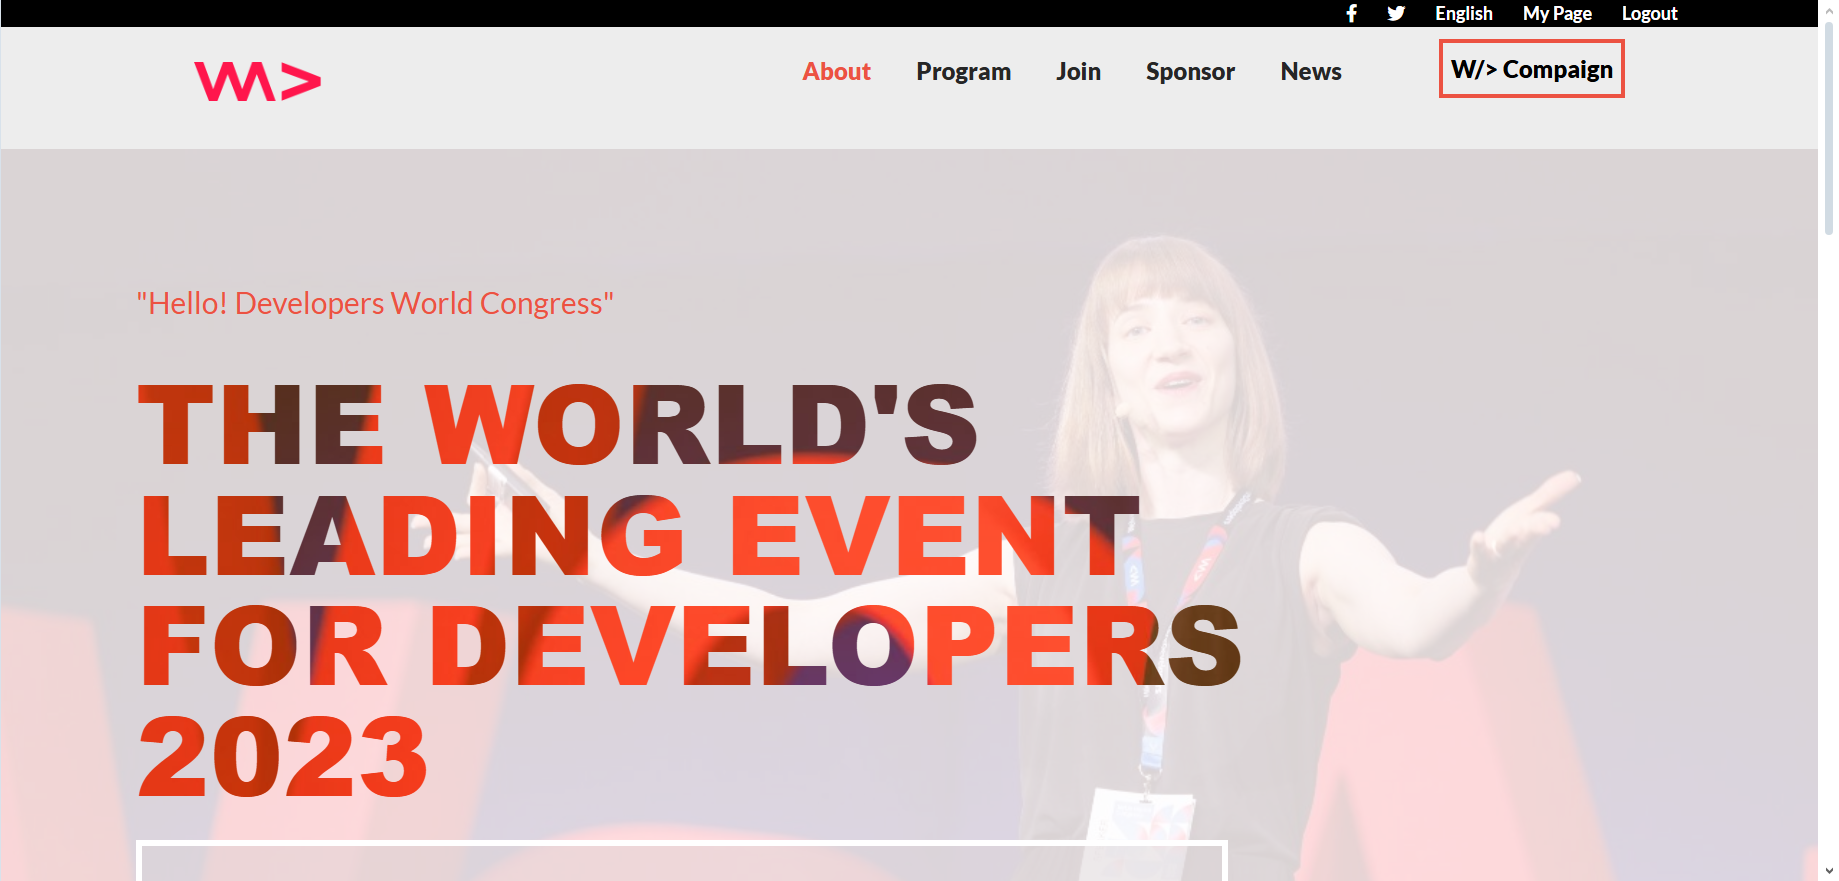 English My Page Logout
About Program Join Sponsor News W/> Compaign
"Hello! Developers World Congress"
THE WORLD'S
LEADING EVENT
FOR DEVELOPERS
2023